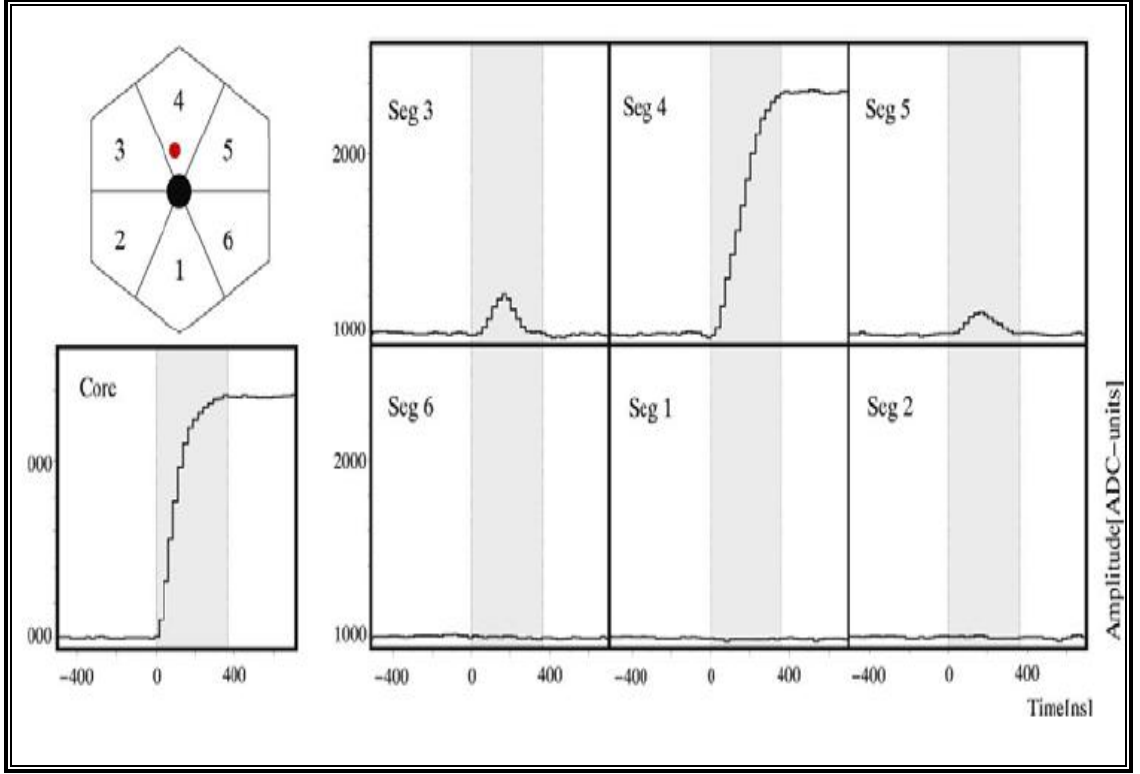 4
3 5
2 6
1
Seg 3 Seg 4 Seg 5
2000
1000
Core
000
000
−400 0 400
Seg 6 Seg 1 Seg 2
2000
1000
−400 0 400 −400 0 400 −400 0 400
Time[ns]
Amplitude[ADC−units]